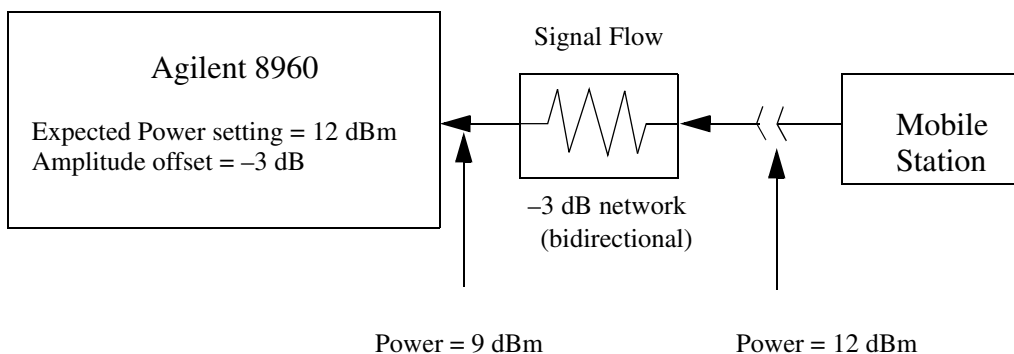 Signal Flow
Agilent 8960
Expected Power setting = 12 dBm
Amplitude offset = –3 dB
Mobile
Station
–3 dB network
(bidirectional)
Power = 9 dBm
Power = 12 dBm